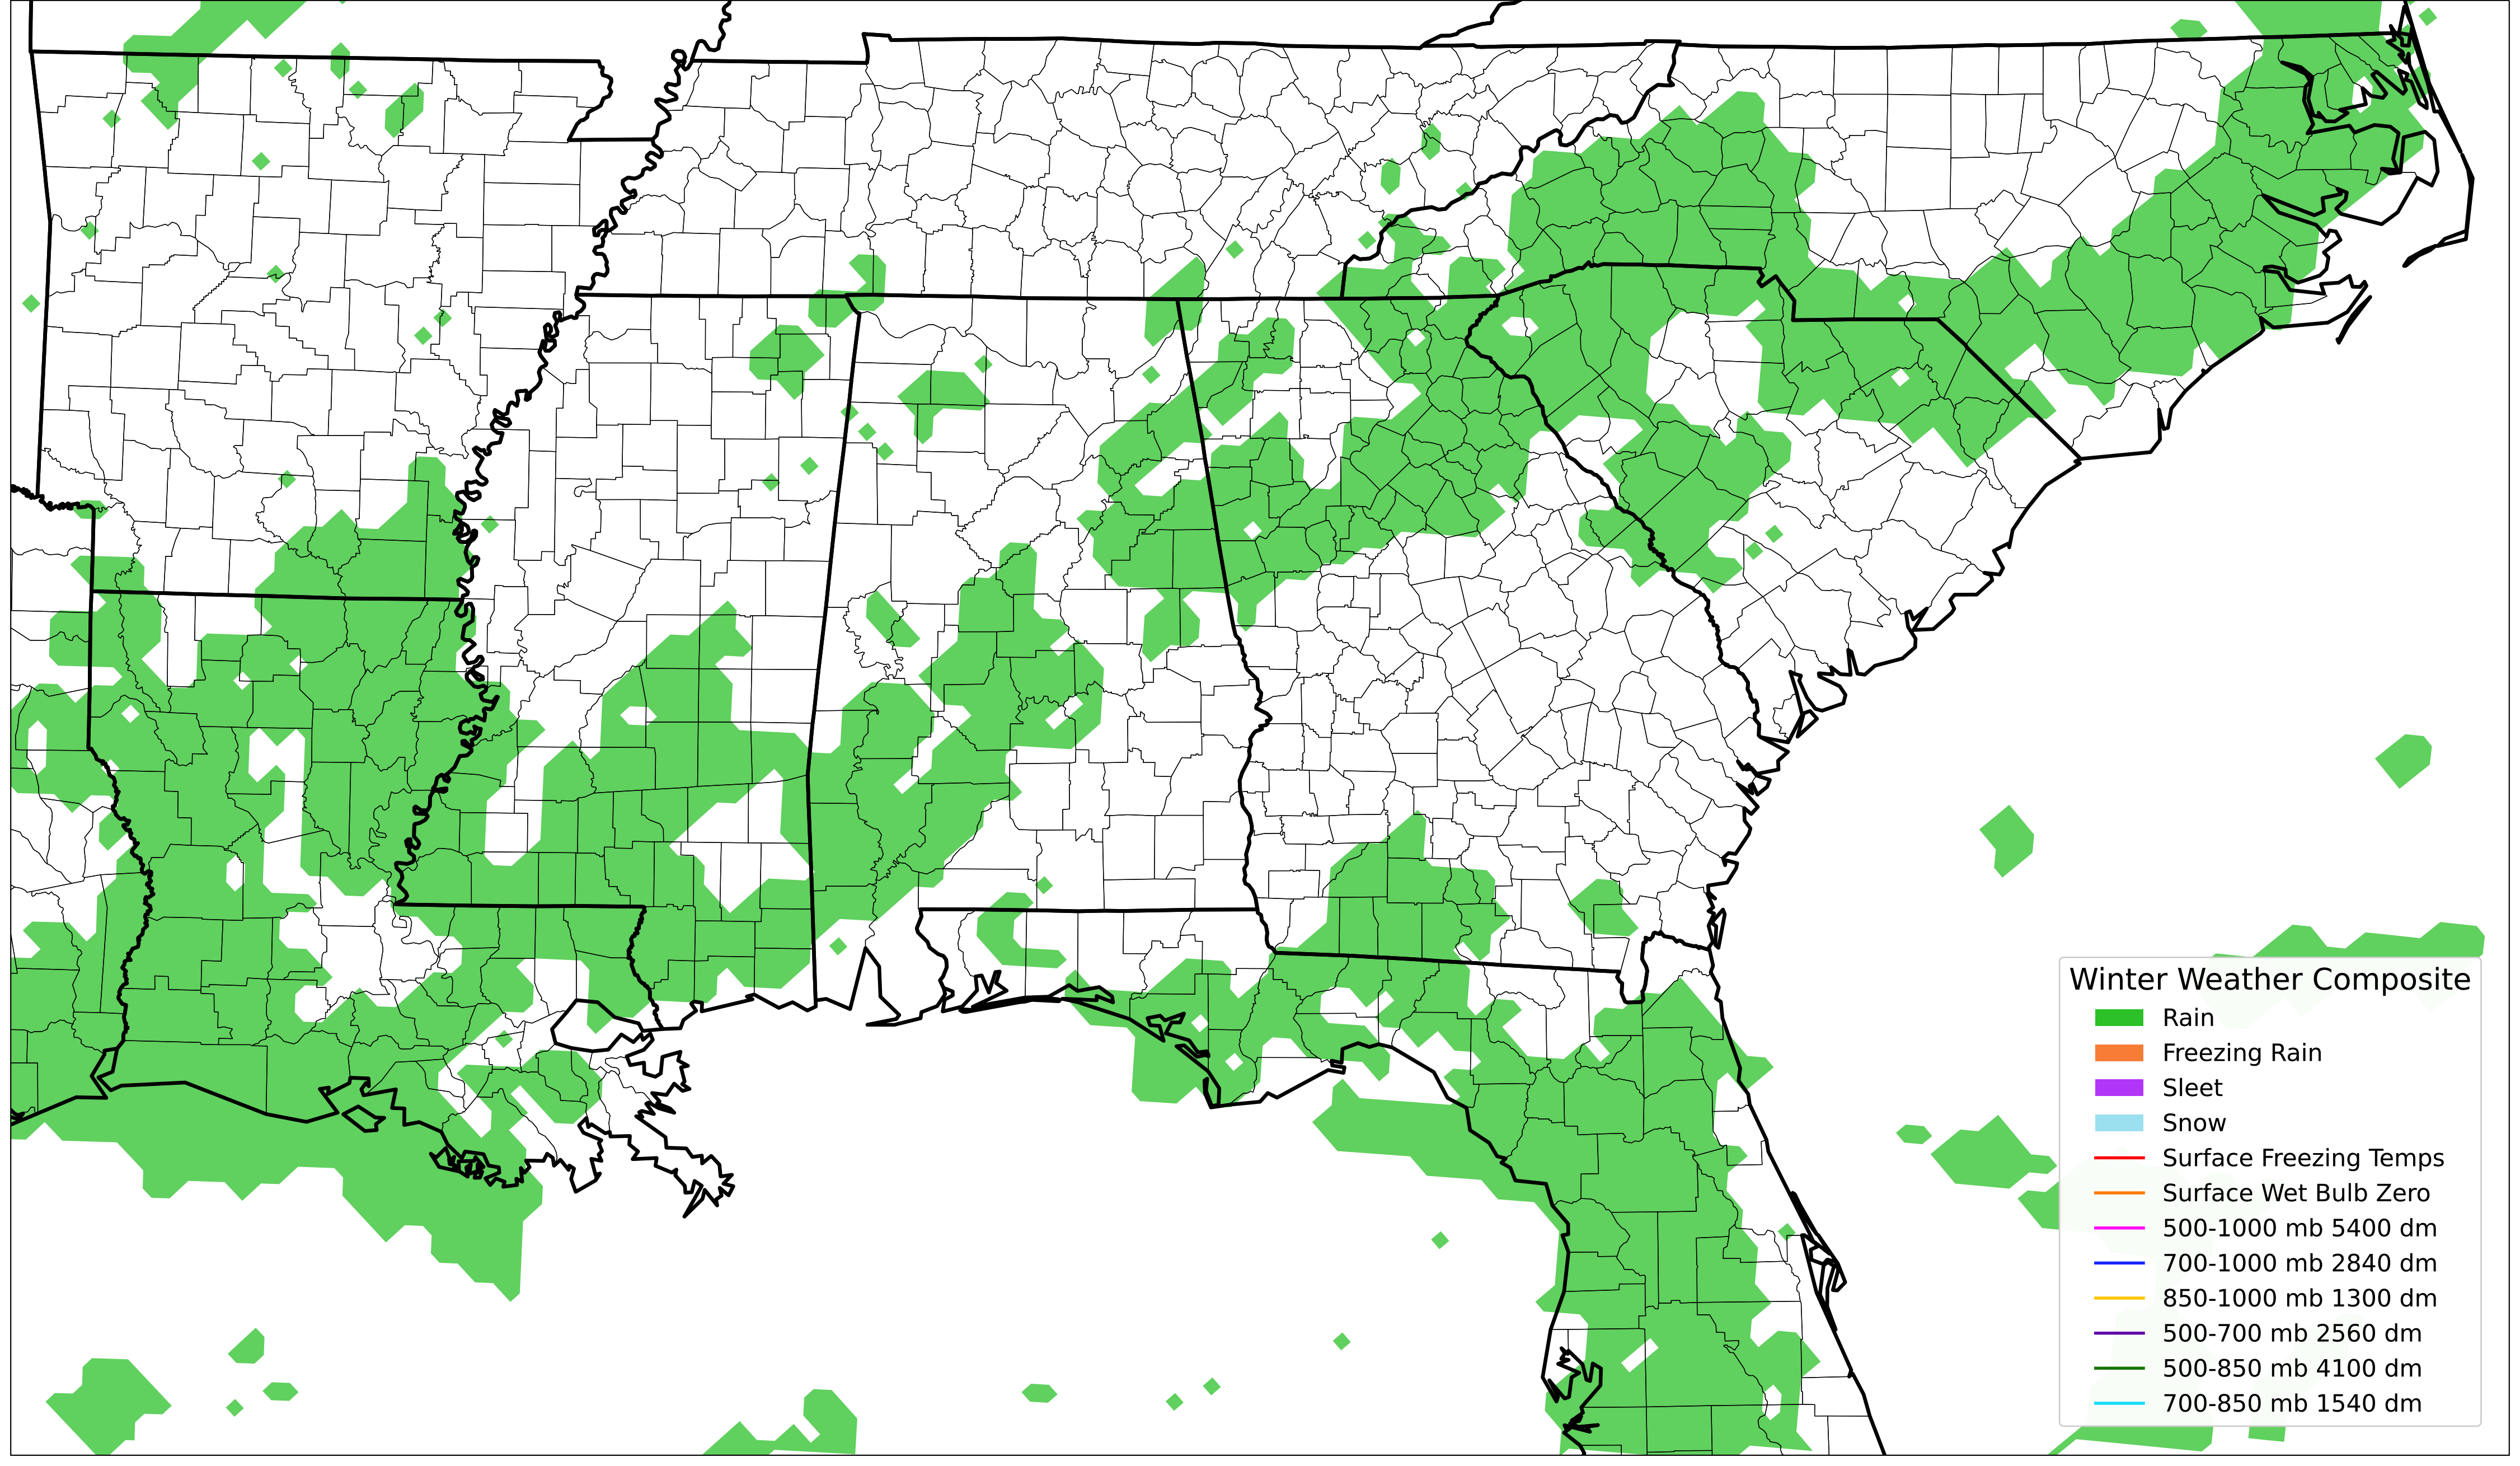 Winter Weather Composite
Rain
Freezing Rain
Sleet
Snow
Surface Freezing Temps
Surface Wet Bulb Zero
500-1000 mb 5400 dm
700-1000 mb 2840 dm
850-1000 mb 1300 dm
500-700 mb 2560 dm
500-850 mb 4100 dm
700-850 mb 1540 dm